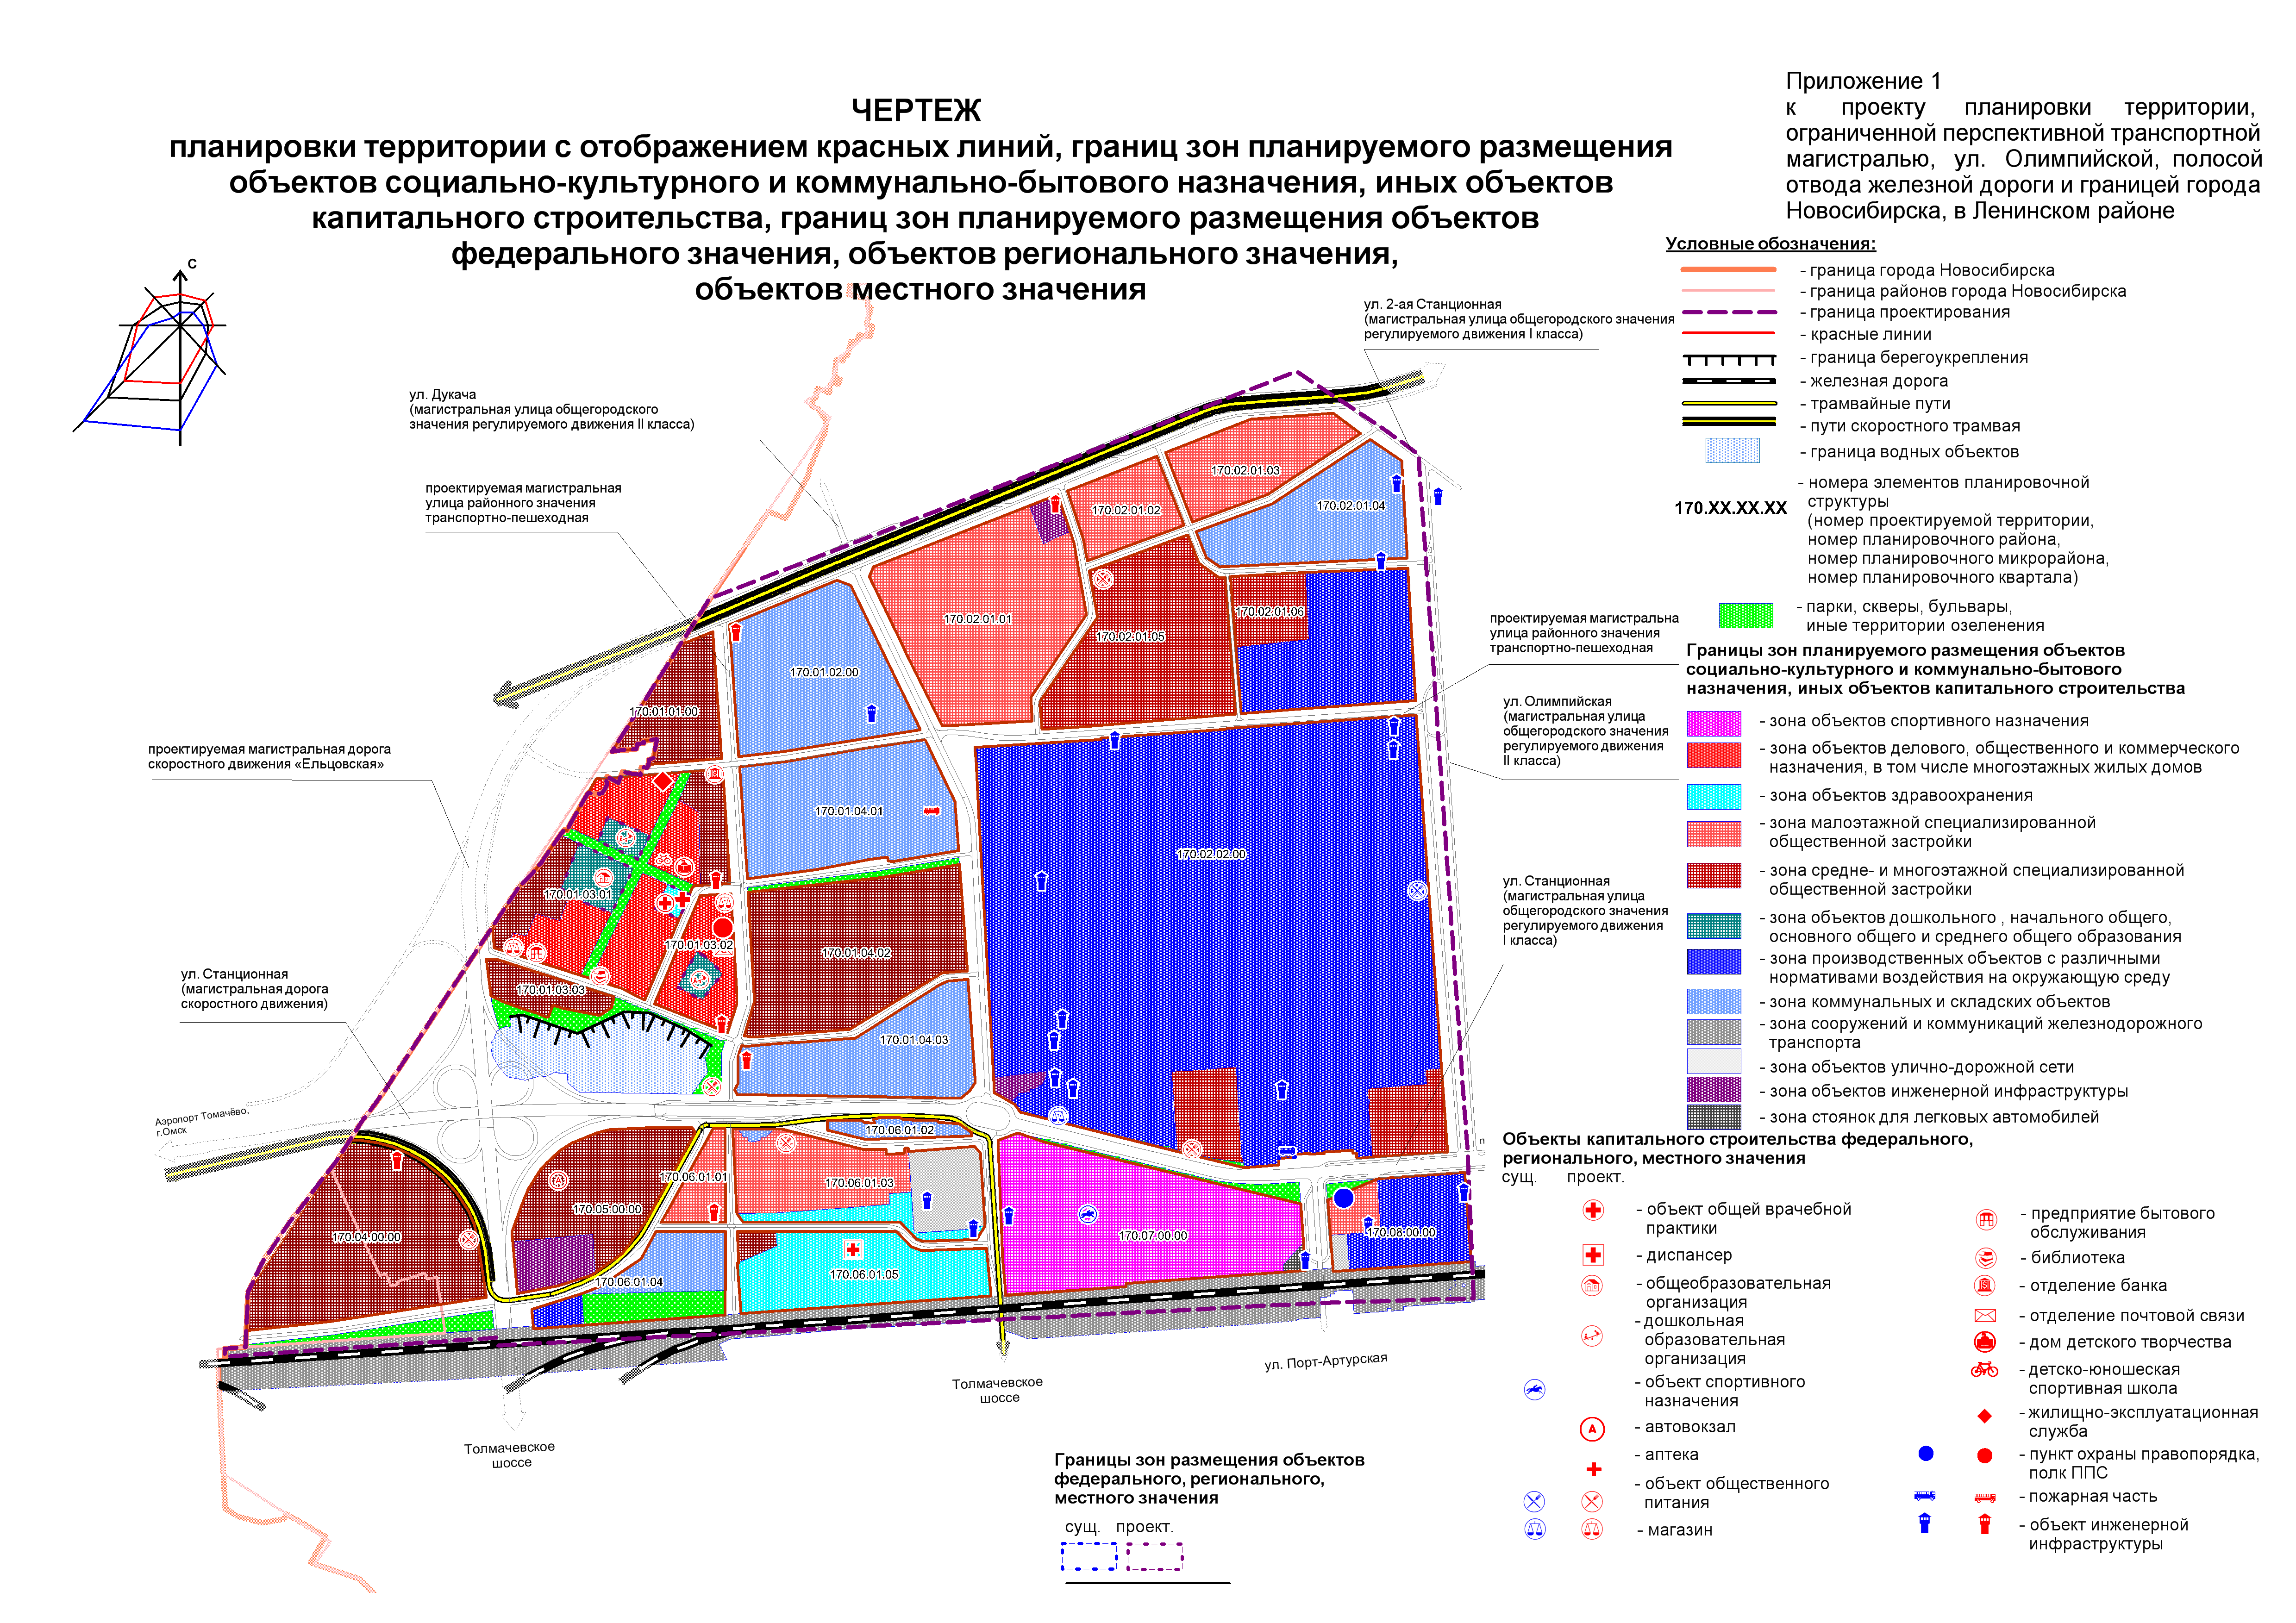 Приложение 1
к проекту планировки территории,
ограниченной перспективной транспортной
магистралью, ул. Олимпийской, полосой
отвода железной дороги и границей города
Новосибирска, в Ленинском районе
ЧЕРТЕЖ
планировки территории с отображением красных линий, границ зон планируемого размещения
объектов социально-культурного и коммунально-бытового назначения, иных объектов
капитального строительства, границ зон планируемого размещения объектов
федерального значения, объектов регионального значения,
объектов местного значения
С
ул. 2-ая Станционная
(магистральная улица общегородского значения
регулируемого движения I класса)
ул. Дукача
(магистральная улица общегородского
значения регулируемого движения II класса)
проектируемая магистральная
улица районного значения
транспортно-пешеходная
проектируемая магистральная дорога
скоростного движения «Ельцовская»
ул. Станционная
(магистральная дорога
скоростного движения)
Аэропорт Томачёво,
г.Омск
проектируемая магистральна
улица районного значения
транспортно-пешеходная
ул. Олимпийская
(магистральная улица
общегородского значения
регулируемого движения
II класса)
ул. Станционная
(магистральная улица
общегородского значения
регулируемого движения
I класса)
170.02.01.03
170.02.01.02
170.02.01.04
170.02.01.01
170.02.01.06
170.02.01.05
170.01.02.00
170.01.01.00
170.01.04.01
170.02.02.00
170.01.03.01
170.01.03.02
170.01.04.02
170.01.03.03
170.01.04.03
170.06.01.02
170.06.01.01
170.06.01.03
170.05.00.00
170.04.00.00
170.07.00.00
170.08.00.00
170.06.01.05
170.06.01.04
А
п
Толмачевское
шоссе
Толмачевское
шоссе
ул. Порт-Артурская
Условные обозначения:
- граница города Новосибирска
- граница районов города Новосибирска
- граница проектирования
- красные линии
- граница берегоукрепления
- железная дорога
- трамвайные пути
- пути скоростного трамвая
- граница водных объектов
170.XX.XX.XX
- номера элементов планировочной
структуры
(номер проектируемой территории,
номер планировочного района,
номер планировочного микрорайона,
номер планировочного квартала)
- парки, скверы, бульвары,
иные территории озеленения
Границы зон планируемого размещения объектов
социально-культурного и коммунально-бытового
назначения, иных объектов капитального строительства
- зона объектов спортивного назначения
- зона объектов делового, общественного и коммерческого
назначения, в том числе многоэтажных жилых домов
- зона объектов здравоохранения
- зона малоэтажной специализированной
общественной застройки
- зона средне- и многоэтажной специализированной
общественной застройки
- зона объектов дошкольного , начального общего,
основного общего и среднего общего образования
- зона производственных объектов с различными
нормативами воздействия на окружающую среду
- зона коммунальных и складских объектов
- зона сооружений и коммуникаций железнодорожного
транспорта
- зона объектов улично-дорожной сети
- зона объектов инженерной инфраструктуры
- зона стоянок для легковых автомобилей
Объекты капитального строительства федерального,
регионального, местного значения
сущ. проект.
- объект общей врачебной
практики
- диспансер
- общеобразовательная
организация
- дошкольная
образовательная
организация
- объект спортивного
назначения
А
- автовокзал
- аптека
- объект общественного
питания
- магазин
- предприятие бытового
обслуживания
- библиотека
- отделение банка
- отделение почтовой связи
- дом детского творчества
- детско-юношеская
спортивная школа
- жилищно-эксплуатационная
служба
- пункт охраны правопорядка,
полк ППС
- пожарная часть
- объект инженерной
инфраструктуры
Границы зон размещения объектов
федерального, регионального,
местного значения
сущ. проект.